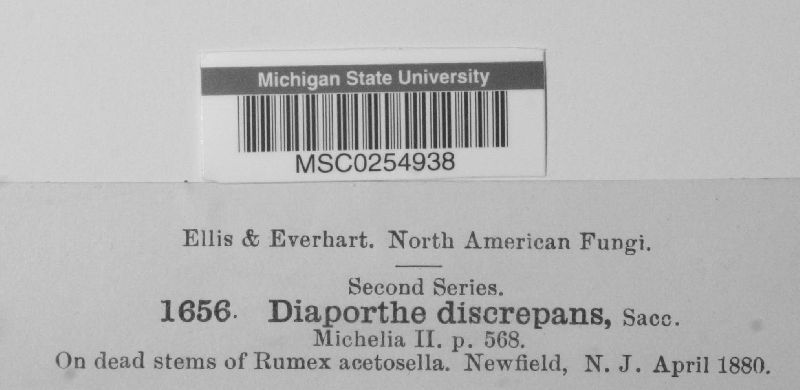 Michigan State University
MSC0254938
Ellis & Everhart. North American Fungi.
Second Series.
1656. Diaporthe discrepans, Sacc.
Michelia II. p. 568.
On dead stems of Rumex acetosella. Newfield, N. J. April 1880.